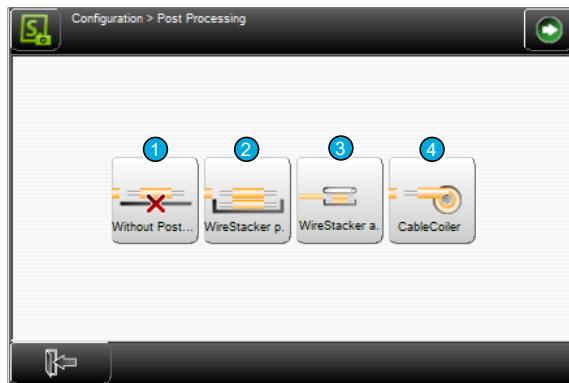 Configuration > Post Processing
1
2
3
4
Without Post...
WireStacker p.
WireStacker a.
CableCoiler